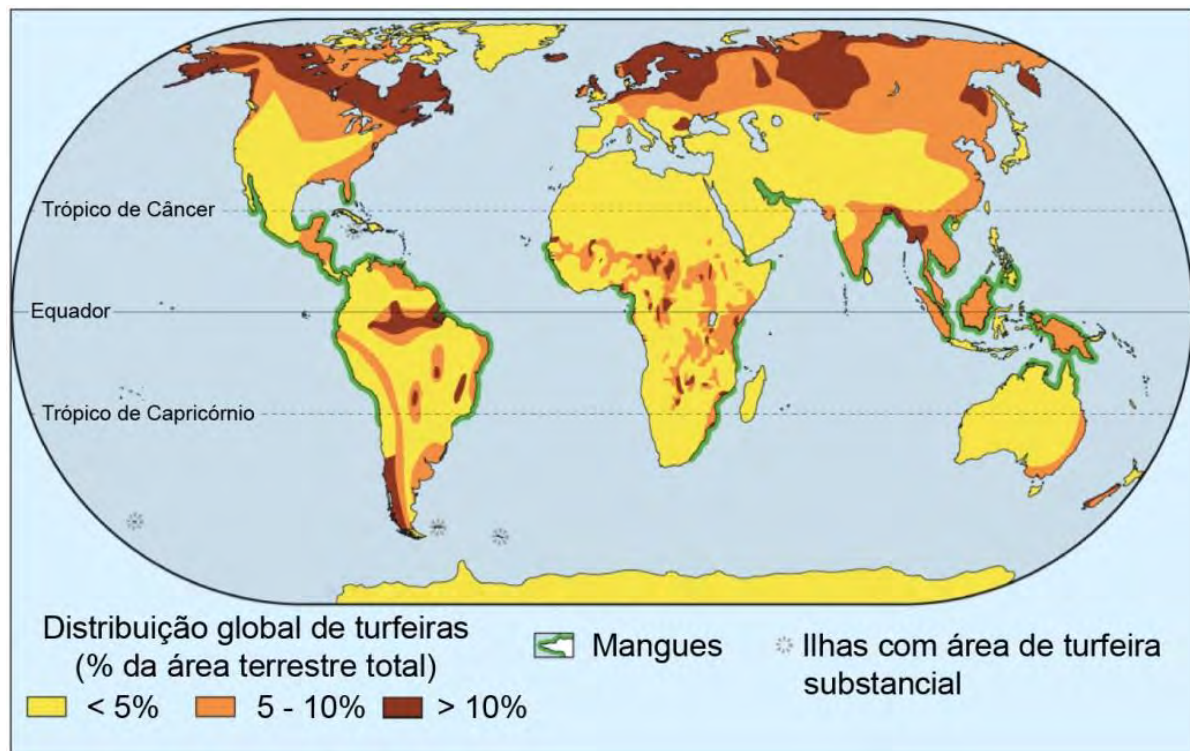 Trópico de Câncer
Equador
Trópico de Capricórnio
Distribuição global de turfeiras
(% da área terrestre total)
< 5%
5 - 10%
> 10%
Mangues
Ilhas com área de turfeira
substancial